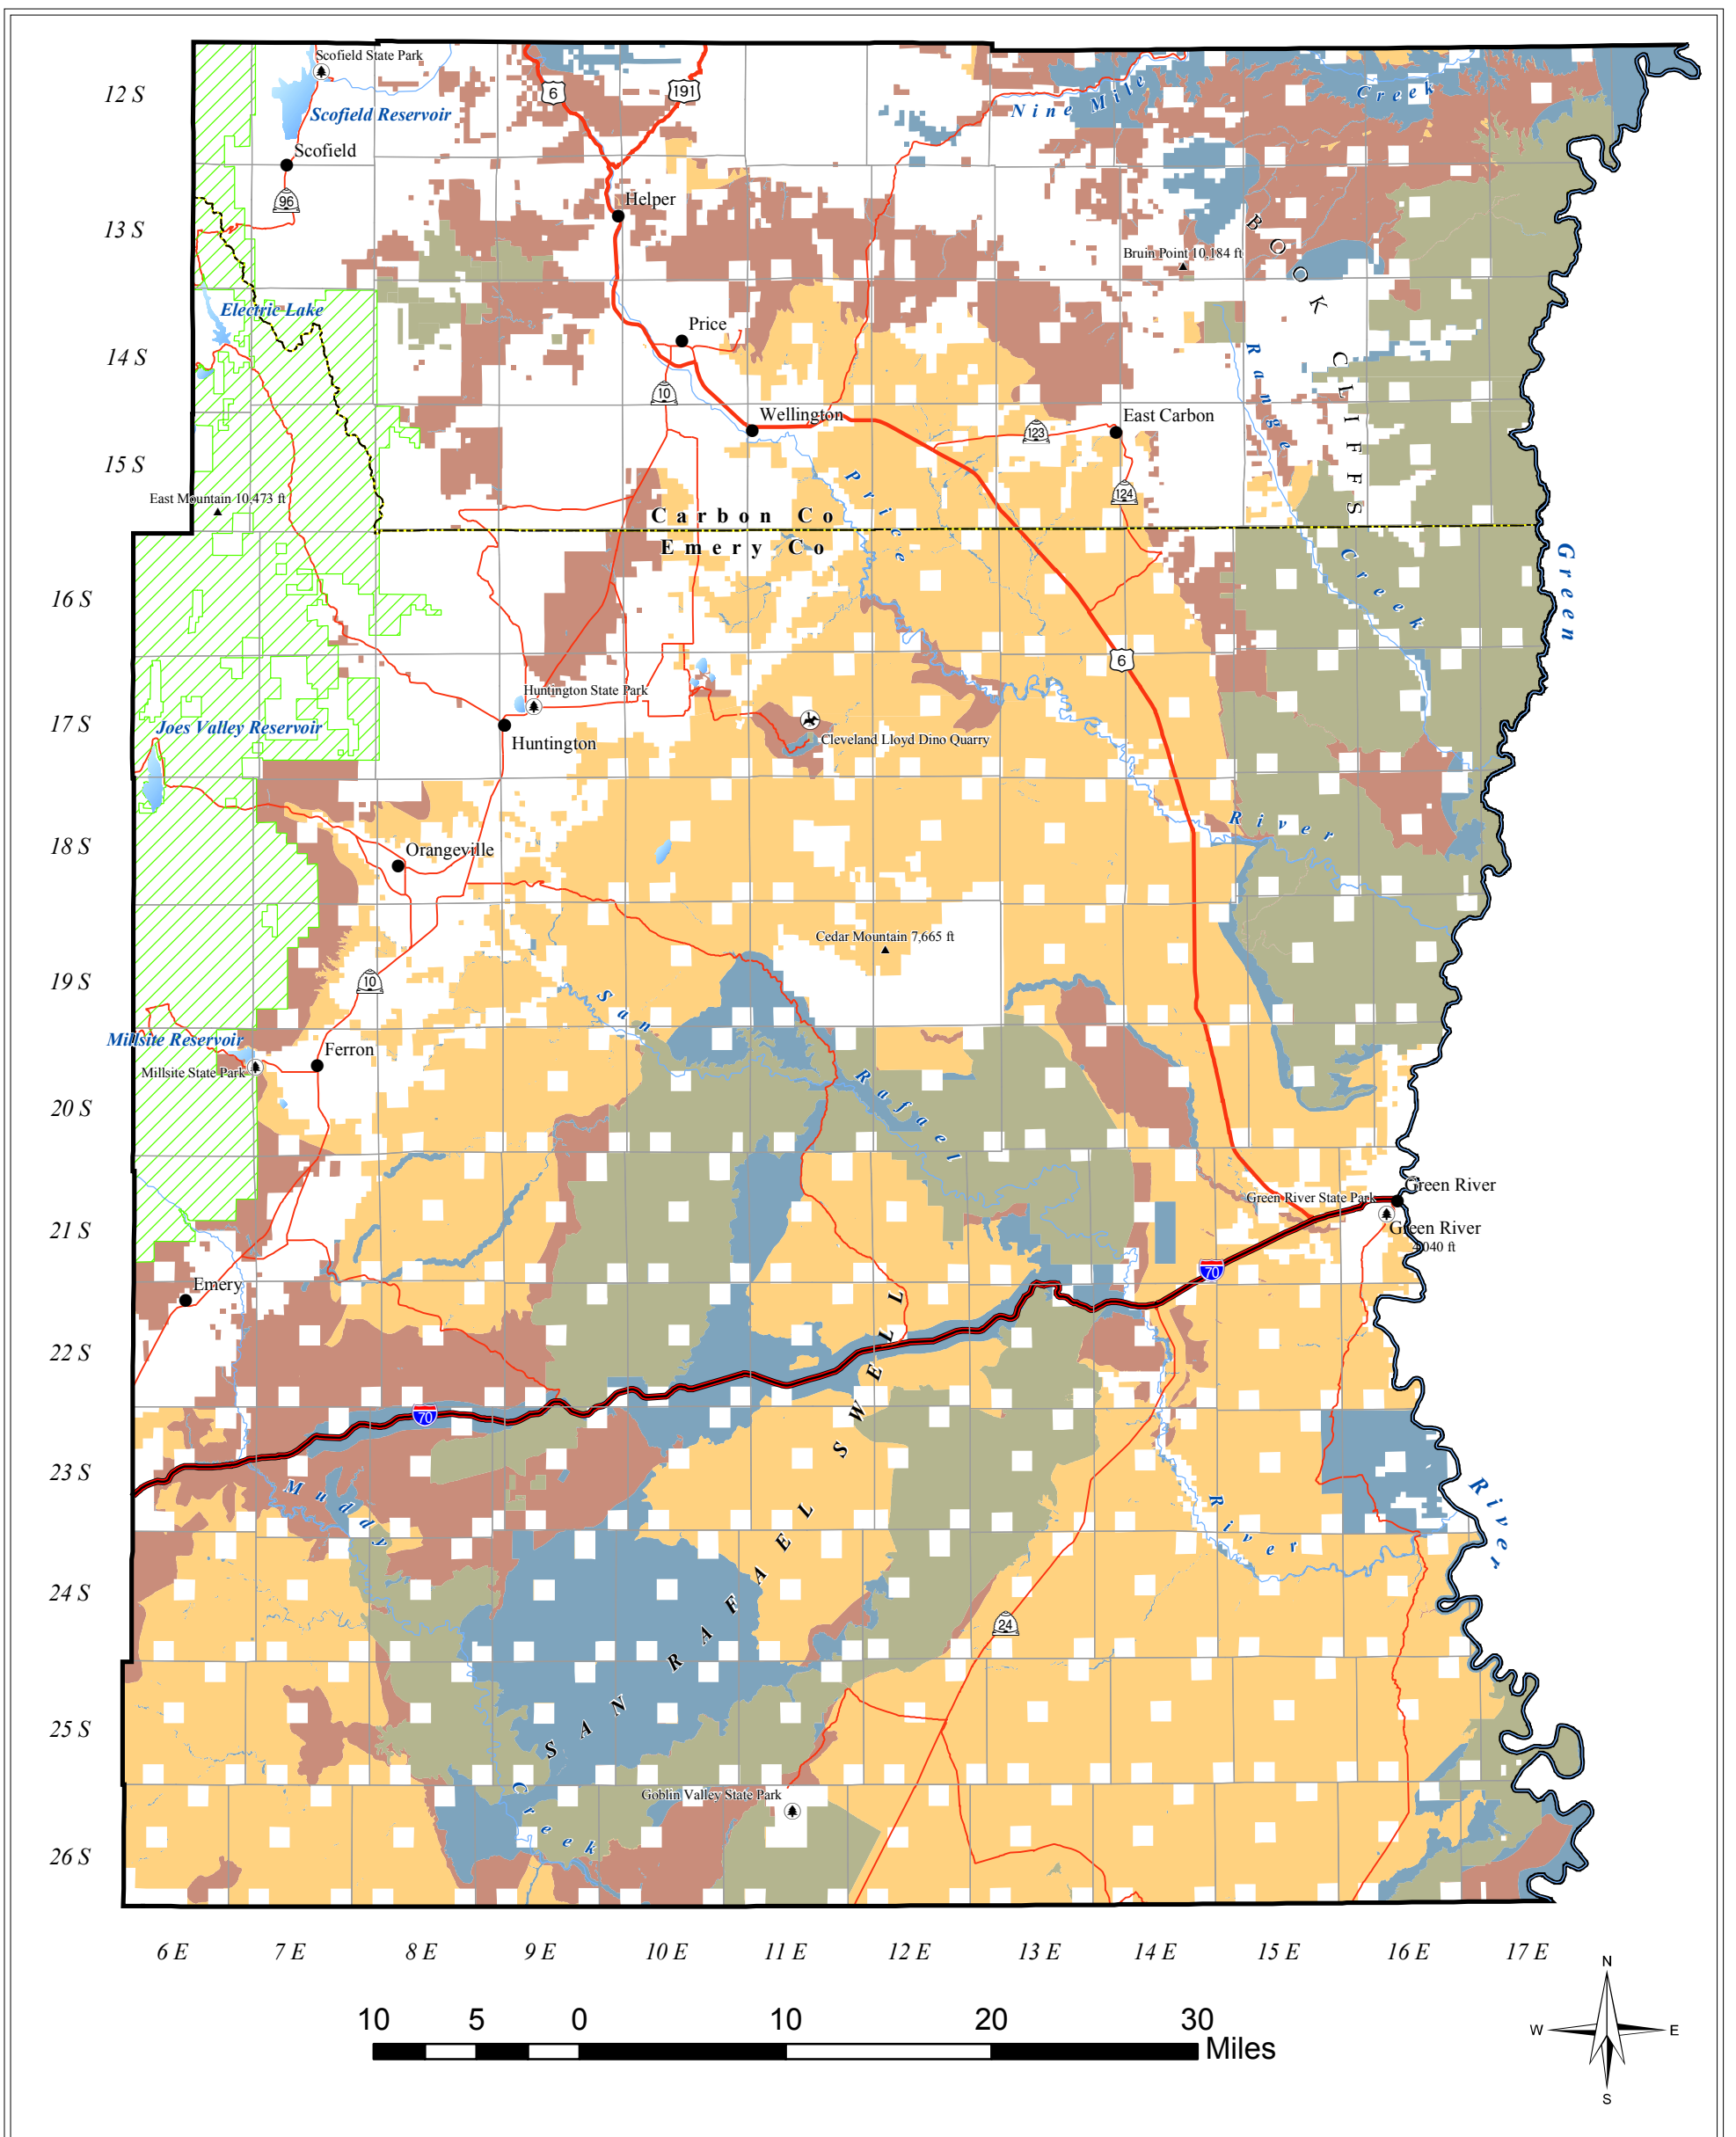 Scofield State Park
12 S
6
191
Nine Mile Creek
Scofield Reservoir
Scofield
96
Helper
13 S
BOOK CLIFFS
Bruin Point 10,184 ft
Electric Lake
Price
14 S
Range Creek
10
Wellington
East Carbon
123
15 S
Price River
124
East Mountain 10,473 ft
Carbon Co
Emery Co
Green River
16 S
6
Huntington State Park
17 S
Joes Valley Reservoir
Huntington
Cleveland Lloyd Dino Quarry
18 S
Orangeville
Cedar Mountain 7,665 ft
19 S
10
San Rafael River
Millsite Reservoir
Ferron
Millsite State Park
20 S
Green River State Park
Green River
21 S
Green River
4,040 ft
70
Emery
22 S
SAN RAFAEL SWELL
70
23 S
Muddy Creek
24 S
24
25 S
Goblin Valley State Park
26 S
6 E
7 E
8 E
9 E
10 E
11 E
12 E
13 E
14 E
15 E
16 E
17 E
N
W
E
S
10
5
0
10
20
30
Miles